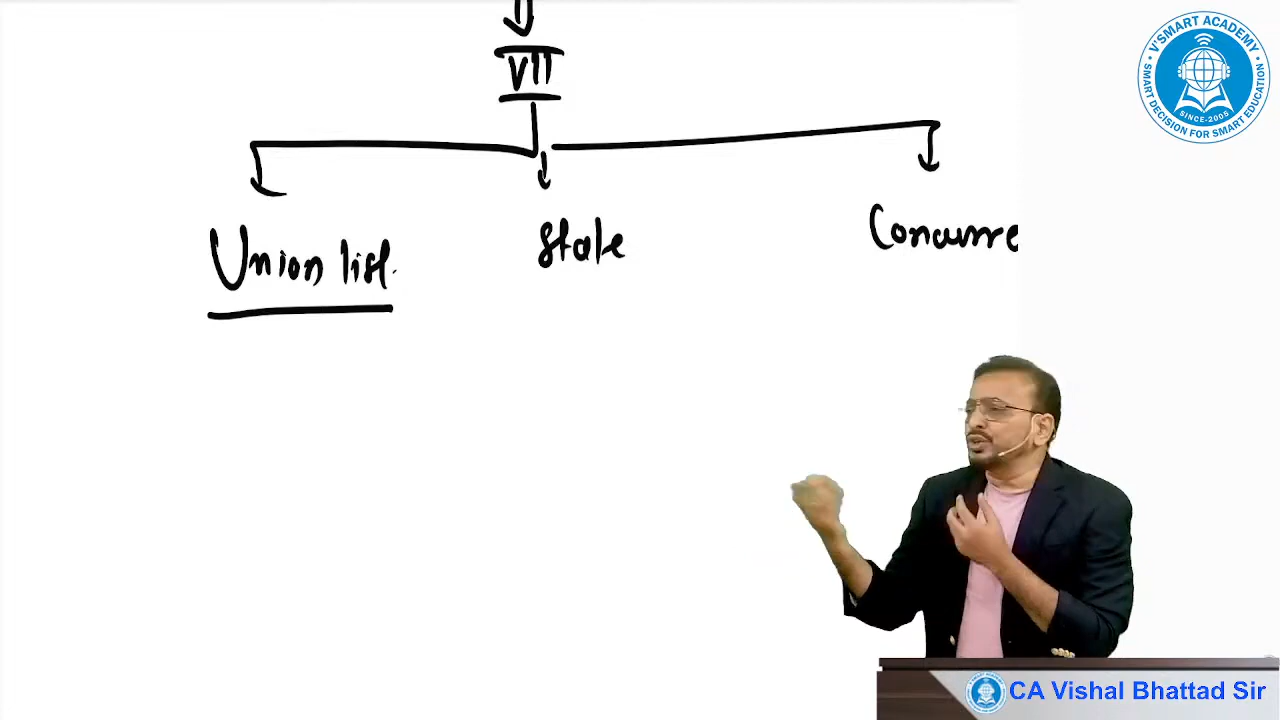 VII
Union list.
State
Concurre
V'SMART ACADEMY
SINCE-2005
SMART DECISION FOR SMART EDUCATION
CA Vishal Bhattad Sir